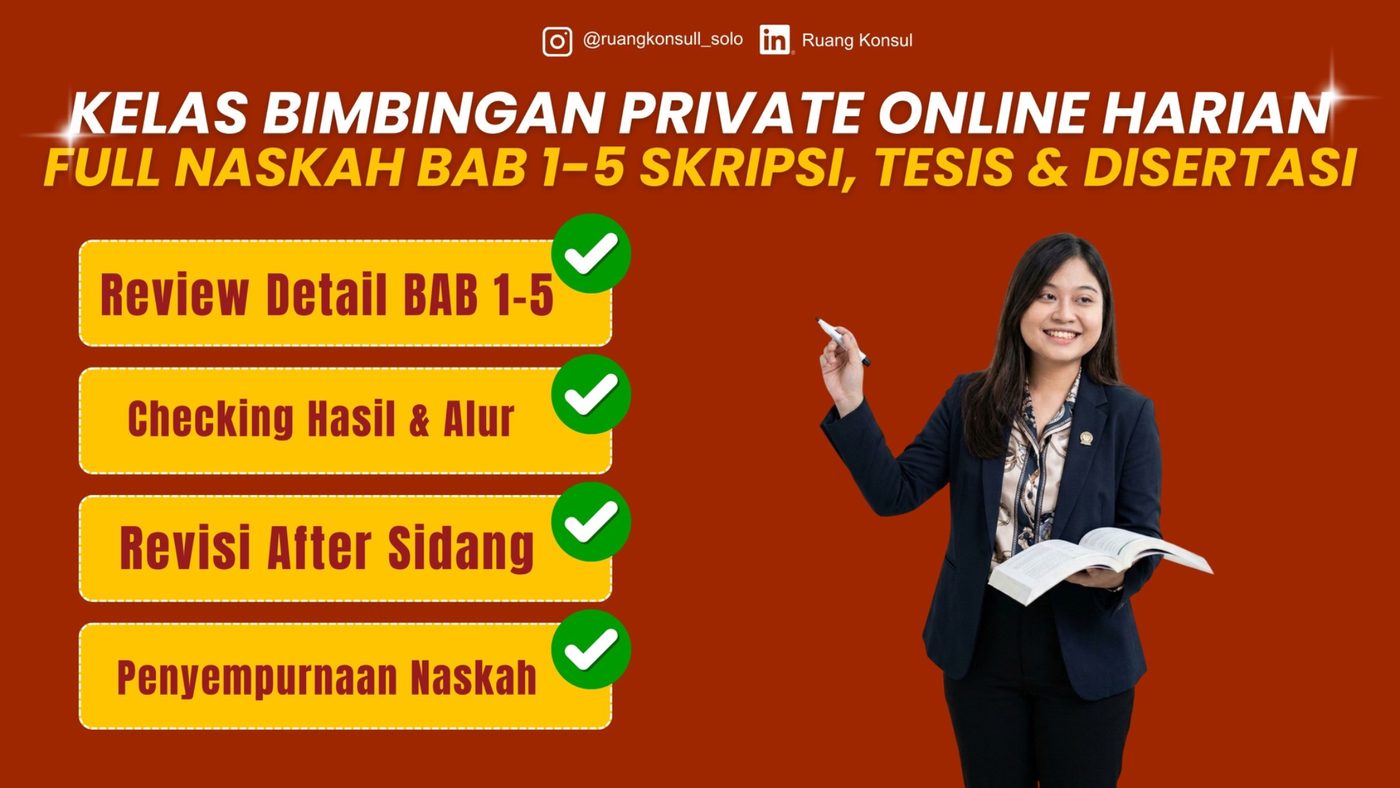 @ruangkonsull_solo in Ruang Konsul
KELAS BIMBINGAN PRIVATE ONLINE HARIAN
FULL NASKAH BAB 1-5 SKRIPSI, TESIS & DISERTASI
Review Detail BAB 1-5
Checking Hasil & Alur
Revisi After Sidang
Penyempurnaan Naskah